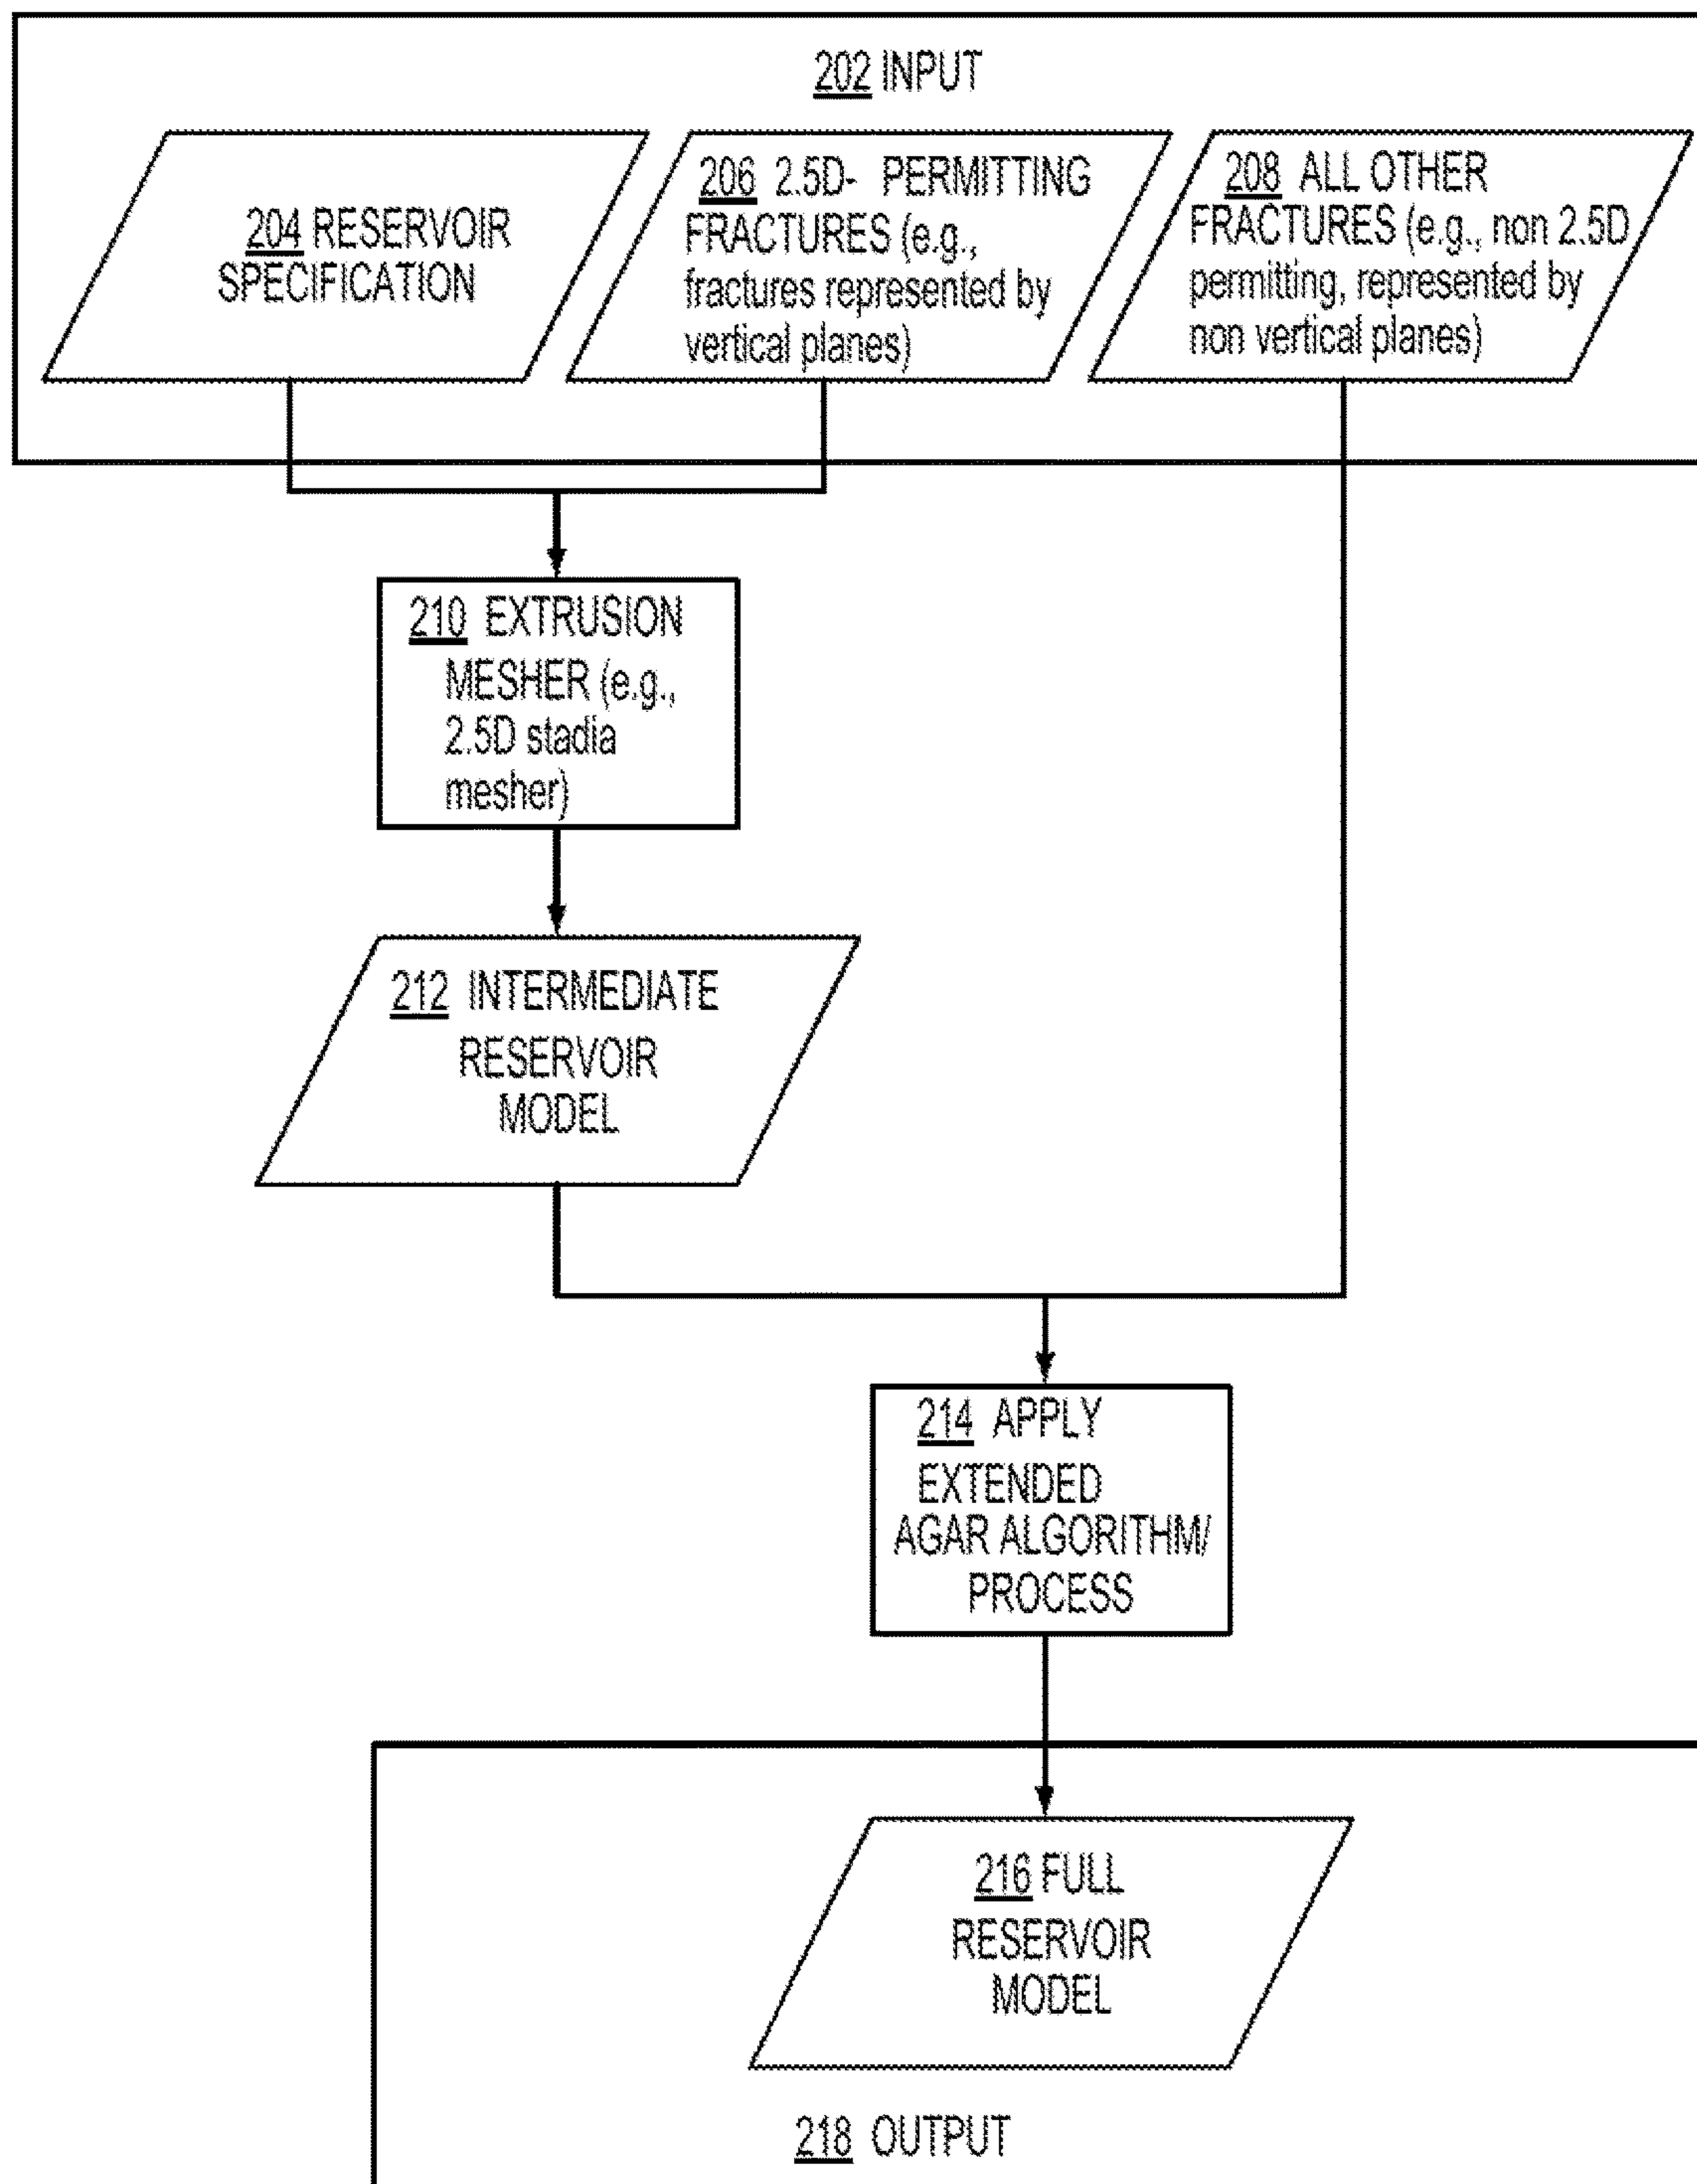 202 INPUT
204 RESERVOIR
SPECIFICATION
206 2.5D- PERMITTING
FRACTURES (e.g.,
fractures represented by
vertical planes)
208 ALL OTHER
FRACTURES (e.g., non 2.5D
permitting, represented by
non vertical planes)
210 EXTRUSION
MESHER (e.g.,
2.5D stadia
mesher)
212 INTERMEDIATE
RESERVOIR
MODEL
214 APPLY
EXTENDED
AGAR ALGORITHM/
PROCESS
216 FULL
RESERVOIR
MODEL
218 OUTPUT